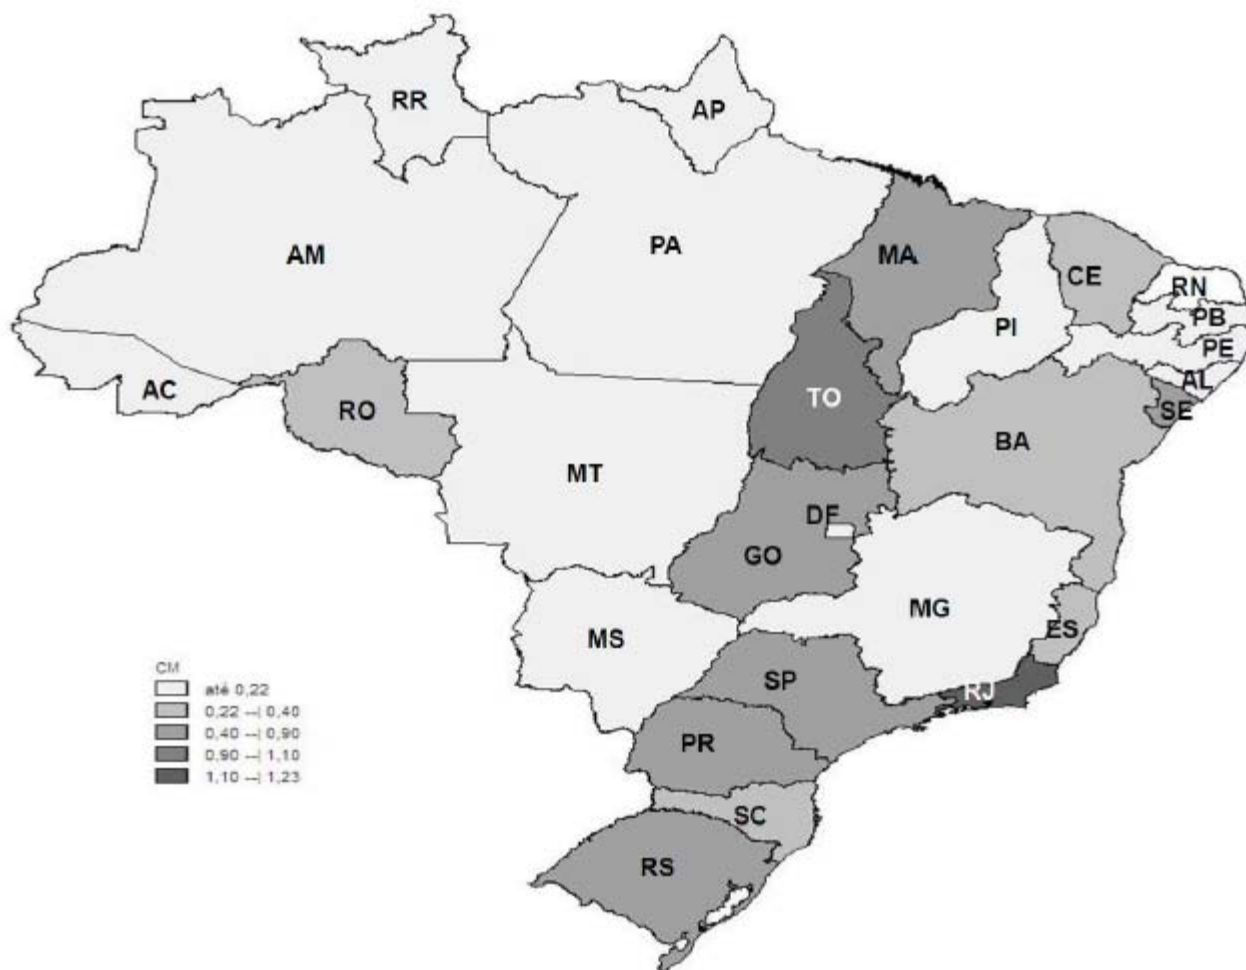 RR
AP
AM
PA
MA
CE
RN
PI
PB
PE
AC
AL
TO
RO
SE
BA
MT
DF
GO
MG
ES
MS
SP
RJ
PR
SC
RS
CM
até 0,22
0,22 --| 0,40
0,40 --| 0,90
0,90 --| 1,10
1,10 --| 1,23